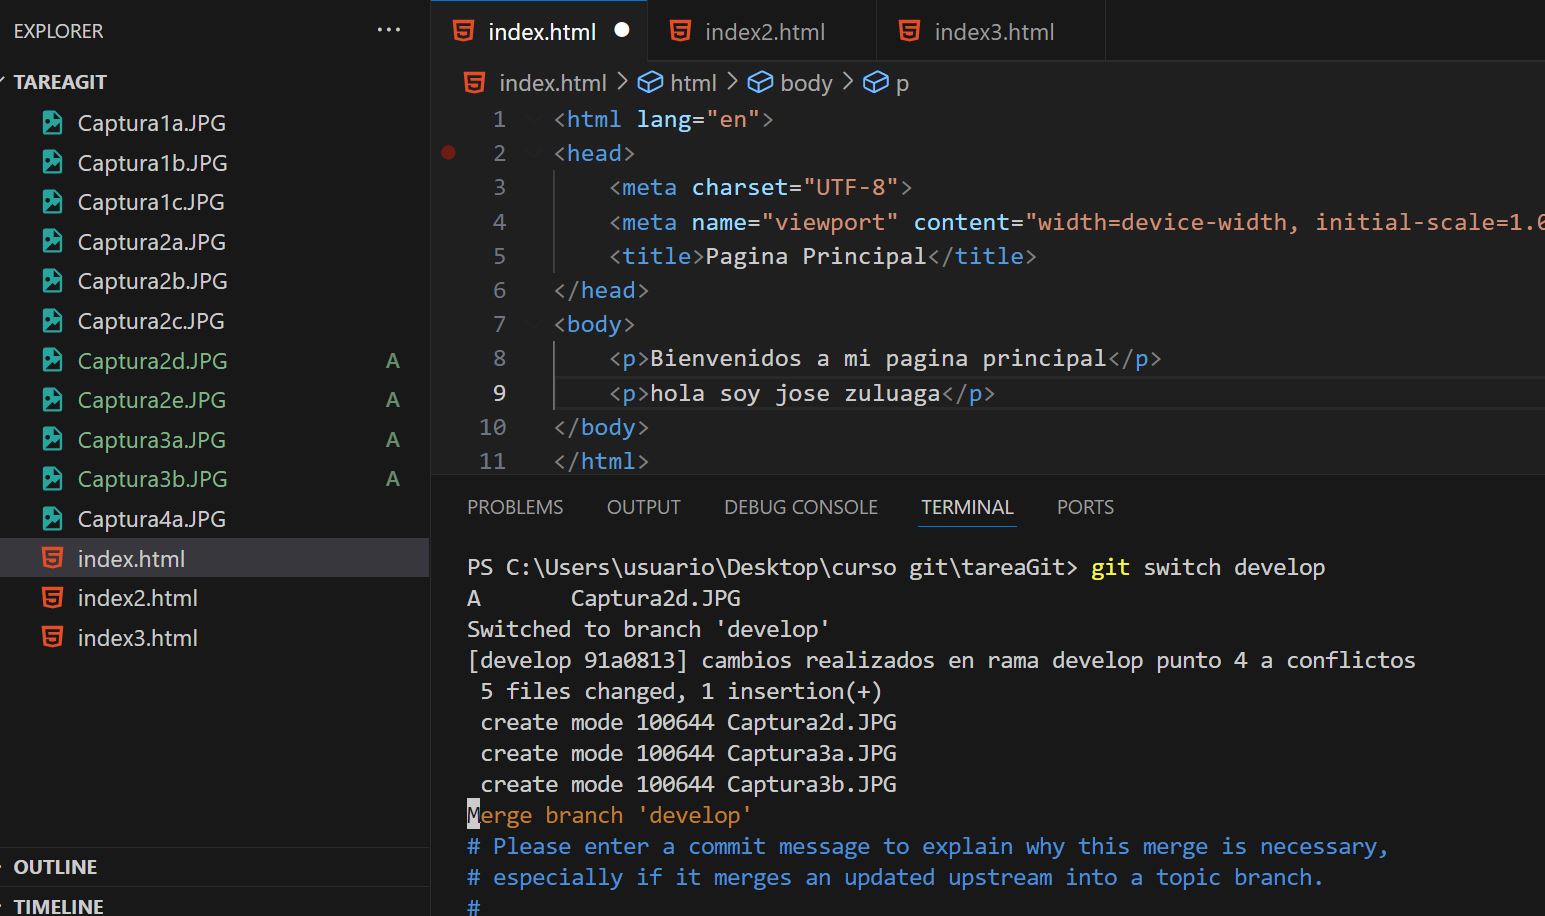 EXPLORER
TAREAGIT
Captura1a.JPG
Captura1b.JPG
Captura1c.JPG
Captura2a.JPG
Captura2b.JPG
Captura2c.JPG
Captura2d.JPG A
Captura2e.JPG A
Captura3a.JPG A
Captura3b.JPG A
Captura4a.JPG
index.html
index2.html
index3.html
OUTLINE
TIMELINE
index.html index2.html index3.html
index.html > html > body > p
1 <html lang="en">
2 <head>
3 <meta charset="UTF-8">
4 <meta name="viewport" content="width=device-width, initial-scale=1.0
5 <title>Pagina Principal</title>
6 </head>
7 <body>
8 <p>Bienvenidos a mi pagina principal</p>
9 <p>hola soy jose zuluaga</p>
10 </body>
11 </html>
PROBLEMS OUTPUT DEBUG CONSOLE TERMINAL PORTS
PS C:\Users\usuario\Desktop\curso git\tareaGit> git switch develop
A Captura2d.JPG
Switched to branch 'develop'
[develop 91a0813] cambios realizados en rama develop punto 4 a conflictos
5 files changed, 1 insertion(+)
create mode 100644 Captura2d.JPG
create mode 100644 Captura3a.JPG
create mode 100644 Captura3b.JPG
Merge branch 'develop'
# Please enter a commit message to explain why this merge is necessary,
# especially if it merges an updated upstream into a topic branch.
#